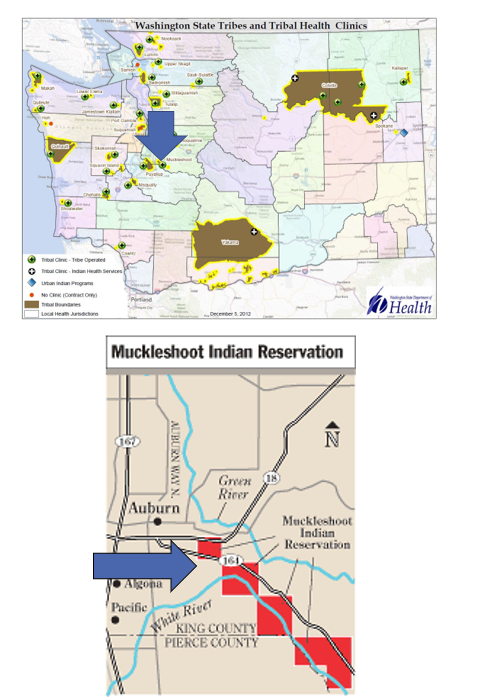 Washington State Tribes and Tribal Health Clinics
Nooksack
Lummi
Upper Skagit
Samish
Swinomish
Sauk-Suiattle
Stillaguamish
Tulalip
Makah
Lower Elwha
Jamestown Klallam
Quileute
Hoh
Port Gamble
Suquamish
Quinault
Skokomish
Squaxin Island
Muckleshoot
Puyallup
Nisqually
Chehalis
Shoalwater
Cowlitz
Yakama
Colville
Kalispel
Spokane
Portland
Tribal Clinic - Tribe Operated
Tribal Clinic - Indian Health Services
Urban Indian Programs
No Clinic (Contract Only)
Tribal Boundaries
Local Health Jurisdictions
December 5, 2012
Washington State Department of
Health
Muckleshoot Indian Reservation
167
AUBURN WAY N.
N
Green
River
18
Auburn
Muckleshoot
Indian
Reservation
164
Algona
Pacific
White River
KING COUNTY
PIERCE COUNTY